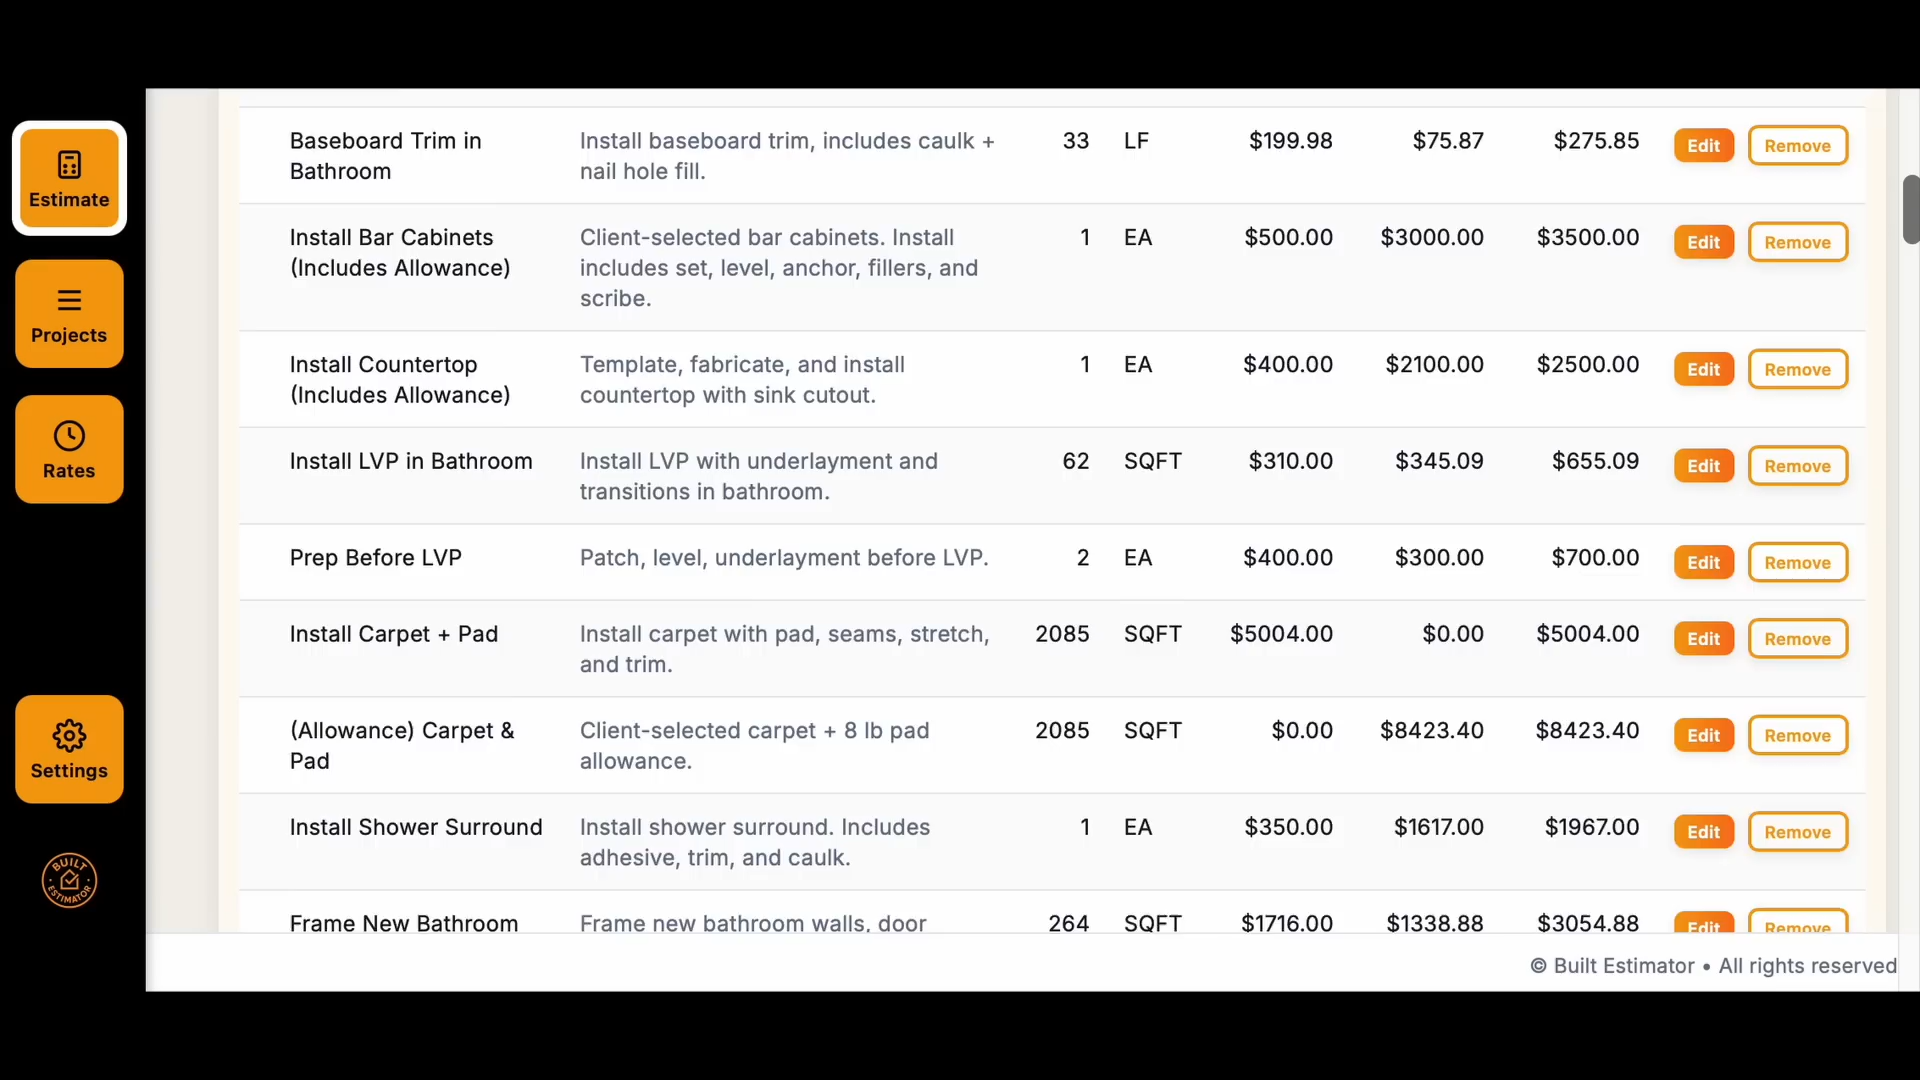 Estimate
Projects
Rates
Settings
BUILT
ESTIMATOR
Baseboard Trim in Bathroom
Install baseboard trim, includes caulk +
nail hole fill.
33 LF $199.98 $75.87 $275.85 Edit Remove
Install Bar Cabinets
(Includes Allowance)
Client-selected bar cabinets. Install
includes set, level, anchor, fillers, and
scribe.
1 EA $500.00 $3000.00 $3500.00 Edit Remove
Install Countertop
(Includes Allowance)
Template, fabricate, and install
countertop with sink cutout.
1 EA $400.00 $2100.00 $2500.00 Edit Remove
Install LVP in Bathroom
Install LVP with underlayment and
transitions in bathroom.
62 SQFT $310.00 $345.09 $655.09 Edit Remove
Prep Before LVP
Patch, level, underlayment before LVP.
2 EA $400.00 $300.00 $700.00 Edit Remove
Install Carpet + Pad
Install carpet with pad, seams, stretch,
and trim.
2085 SQFT $5004.00 $0.00 $5004.00 Edit Remove
(Allowance) Carpet &
Pad
Client-selected carpet + 8 lb pad
allowance.
2085 SQFT $0.00 $8423.40 $8423.40 Edit Remove
Install Shower Surround
Install shower surround. Includes
adhesive, trim, and caulk.
1 EA $350.00 $1617.00 $1967.00 Edit Remove
Frame New Bathroom
Frame new bathroom walls, door
264 SQFT $1716.00 $1338.88 $3054.88 Edit Remove
© Built Estimator • All rights reserved